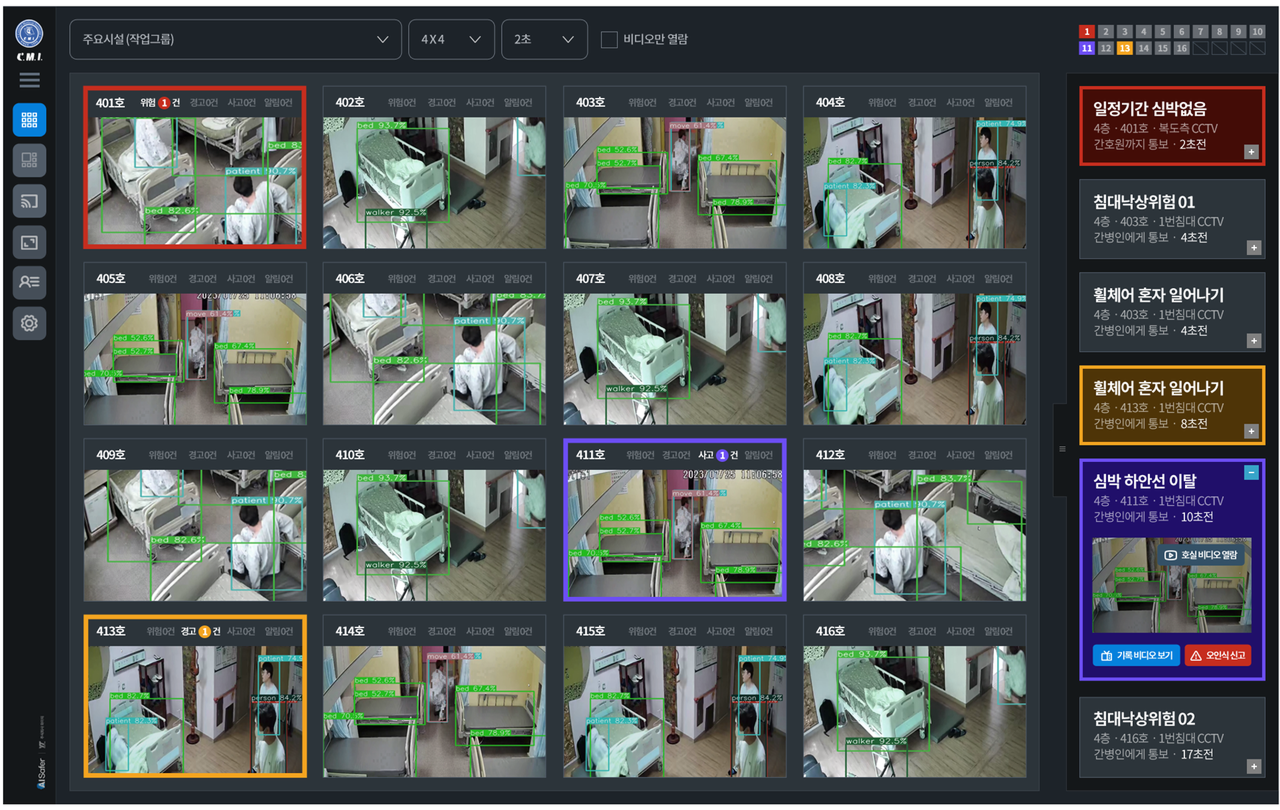 C.M.I.
주요시설 (작업그룹)
4X4
2초
비디오만 열람
1 2 3 4 5 6 7 8 9 10
11 12 13 14 15 16
401호 위험 1 건 경고0건 사고0건 알림0건
bed 8
patient 90.7%
bed 82.6%
402호 위험0건 경고0건 사고0건 알림0건
bed 93.7%
walker 92.5%
403호 위험0건 경고0건 사고0건 알림0건
move 61.4%
bed 52.6%
bed 52.7%
bed 67.4%
bed 70.
bed 78.9%
404호 위험0건 경고0건 사고0건 알림0건
patient 74.9%
bed 82.7%
person 84.2%
patient 82.3%
405호 위험0건 경고0건 사고0건 알림0건
2023/07/25 11:06:58
move 61.4%
bed 52.6%
bed 52.7%
bed 67.4%
bed 70.
bed 78.9%
406호 위험0건 경고0건 사고0건 알림0건
bed 83.7%
patient 90.7%
bed 82.6%
407호 위험0건 경고0건 사고0건 알림0건
bed 93.7%
walker 92.5%
408호 위험0건 경고0건 사고0건 알림0건
patient 74.9%
bed 82.7%
person 84.2%
patient 82.3%
409호 위험0건 경고0건 사고0건 알림0건
bed 8
patient 90.7%
bed 82.6%
410호 위험0건 경고0건 사고0건 알림0건
bed 93.7%
walker 92.5%
411호 위험0건 경고0건 사고 1 건 알림0건
2023/07/25 11:06:58
move 61.4%
bed 52.6%
bed 52.7%
bed 67.4%
bed 70.
bed 78.9%
412호 위험0건 경고0건 사고0건 알림0건
bed 83.7%
patient 90.7%
ed 82.6%
413호 위험0건 경고 1 건 사고0건 알림0건
patient 74.9
bed 82.7%
person 84.2%
patient 82.3%
414호 위험0건 경고0건 사고0건 알림0건
move 61.4%
bed 52.6%
bed 52.7%
bed 67.4%
bed 70.
bed 78.9%
415호 위험0건 경고0건 사고0건 알림0건
patient 74.9%
bed 82.7%
person 84.2%
patient 82.3%
416호 위험0건 경고0건 사고0건 알림0건
bed 93.7%
walker 92.5%
일정기간 심박없음
4층 · 401호 · 복도측 CCTV
간호원까지 통보 · 2초전
침대낙상위험 01
4층 · 403호 · 1번침대 CCTV
간병인에게 통보 · 4초전
휠체어 혼자 일어나기
4층 · 403호 · 1번침대 CCTV
간병인에게 통보 · 4초전
휠체어 혼자 일어나기
4층 · 413호 · 1번침대 CCTV
간병인에게 통보 · 8초전
심박 하안선 이탈
4층 · 411호 · 1번침대 CCTV
간병인에게 통보 · 10초전
호실 비디오 열람
기록 비디오 보기
오인식 신고
침대낙상위험 02
4층 · 416호 · 1번침대 CCTV
간병인에게 통보 · 17초전
AI Safer